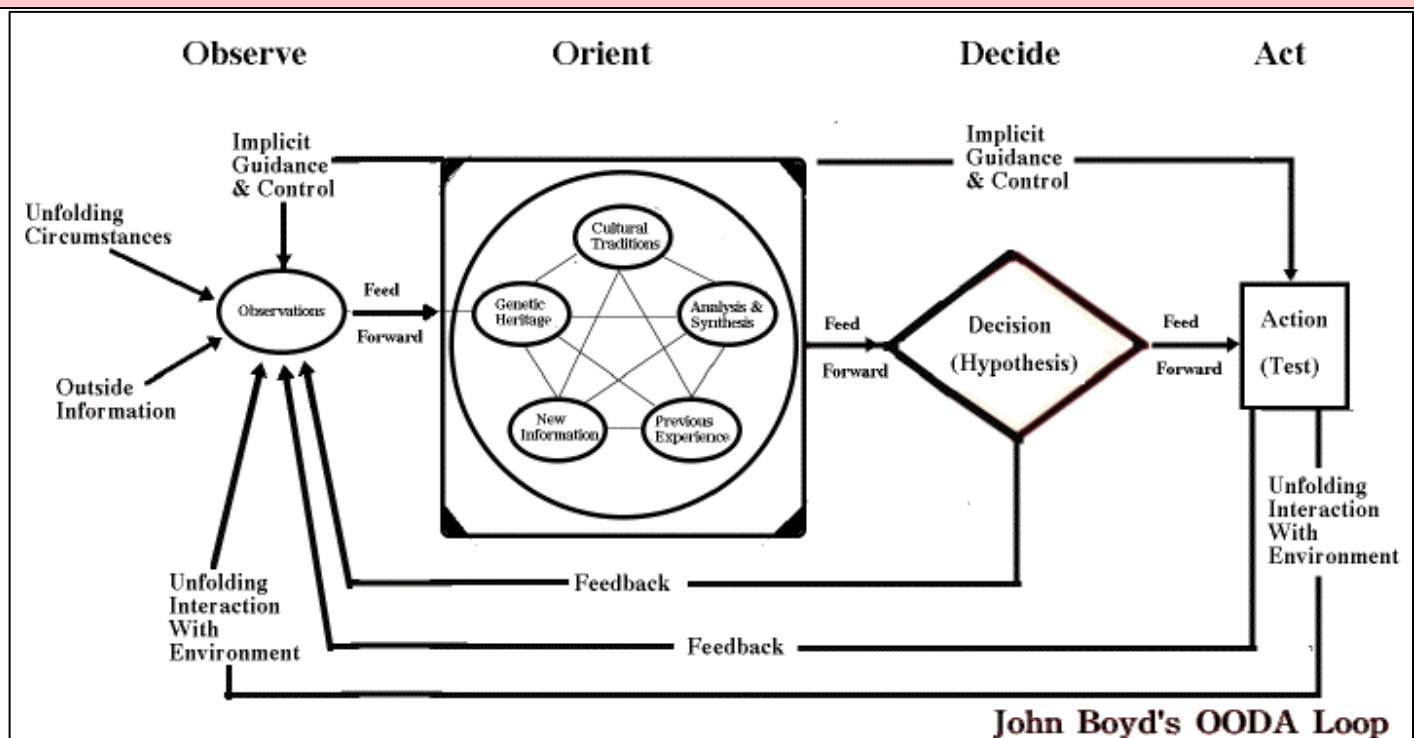 Observe
Orient
Decide
Act
Implicit
Guidance
& Control
Implicit
Guidance
& Control
Unfolding
Circumstances
Cultural
Traditions
Genetic
Heritage
Analysis &
Synthesis
New
Information
Previous
Experience
Observations
Feed
Forward
Feed
Forward
Decision
(Hypothesis)
Feed
Forward
Action
(Test)
Outside
Information
Unfolding
Interaction
With
Environment
Feedback
Unfolding
Interaction
With
Environment
Feedback
John Boyd's OODA Loop